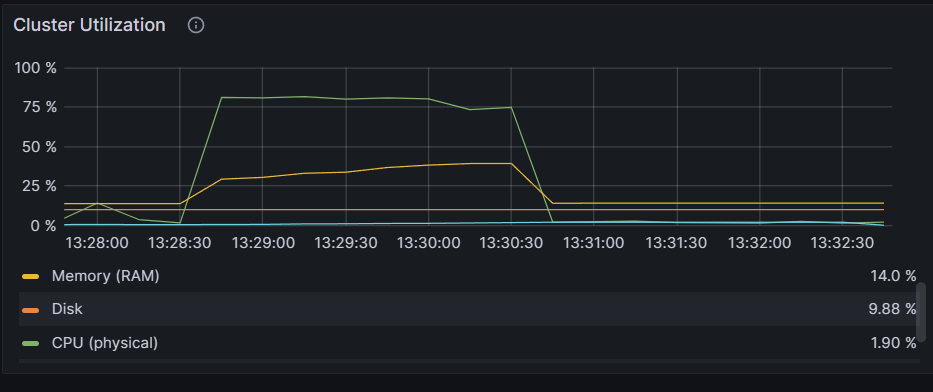 Cluster Utilization
100 %
75 %
50 %
25 %
0 %
13:28:00 13:28:30 13:29:00 13:29:30 13:30:00 13:30:30 13:31:00 13:31:30 13:32:00 13:32:30
Memory (RAM) 14.0 %
Disk 9.88 %
CPU (physical) 1.90 %